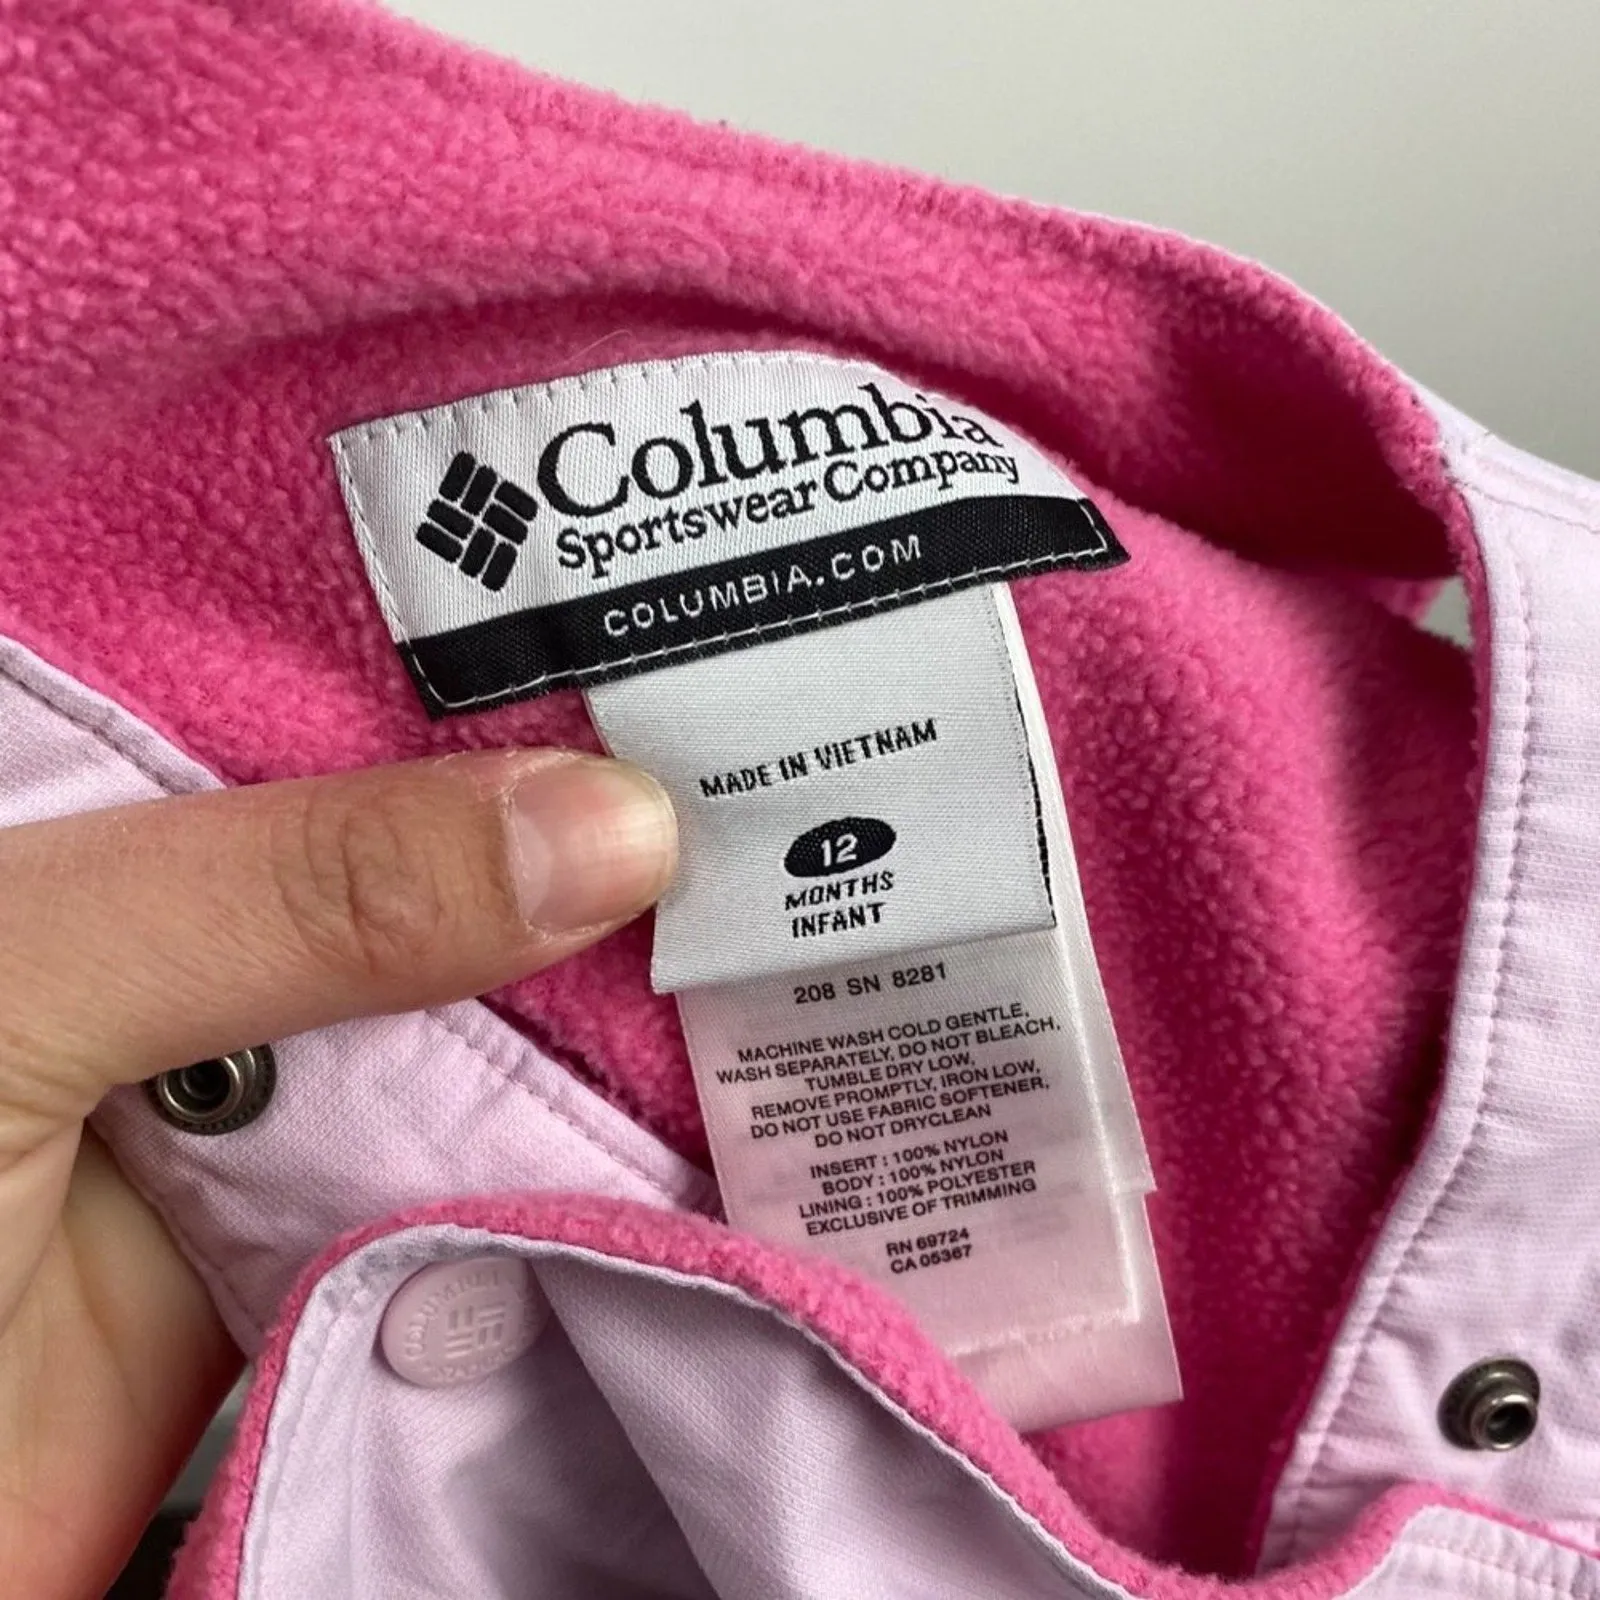 Columbia
Sportswear Company
COLUMBIA.COM
MADE IN VIETNAM
12
MONTHS
INFANT
208 SN 8281
MACHINE WASH COLD GENTLE,
WASH SEPARATELY, DO NOT BLEACH,
TUMBLE DRY LOW,
REMOVE PROMPTLY, IRON LOW,
DO NOT USE FABRIC SOFTENER,
DO NOT DRYCLEAN
INSERT : 100% NYLON
BODY : 100% NYLON
LINING : 100% POLYESTER
EXCLUSIVE OF TRIMMING
RN 69724
CA 05367
COLUMBIA